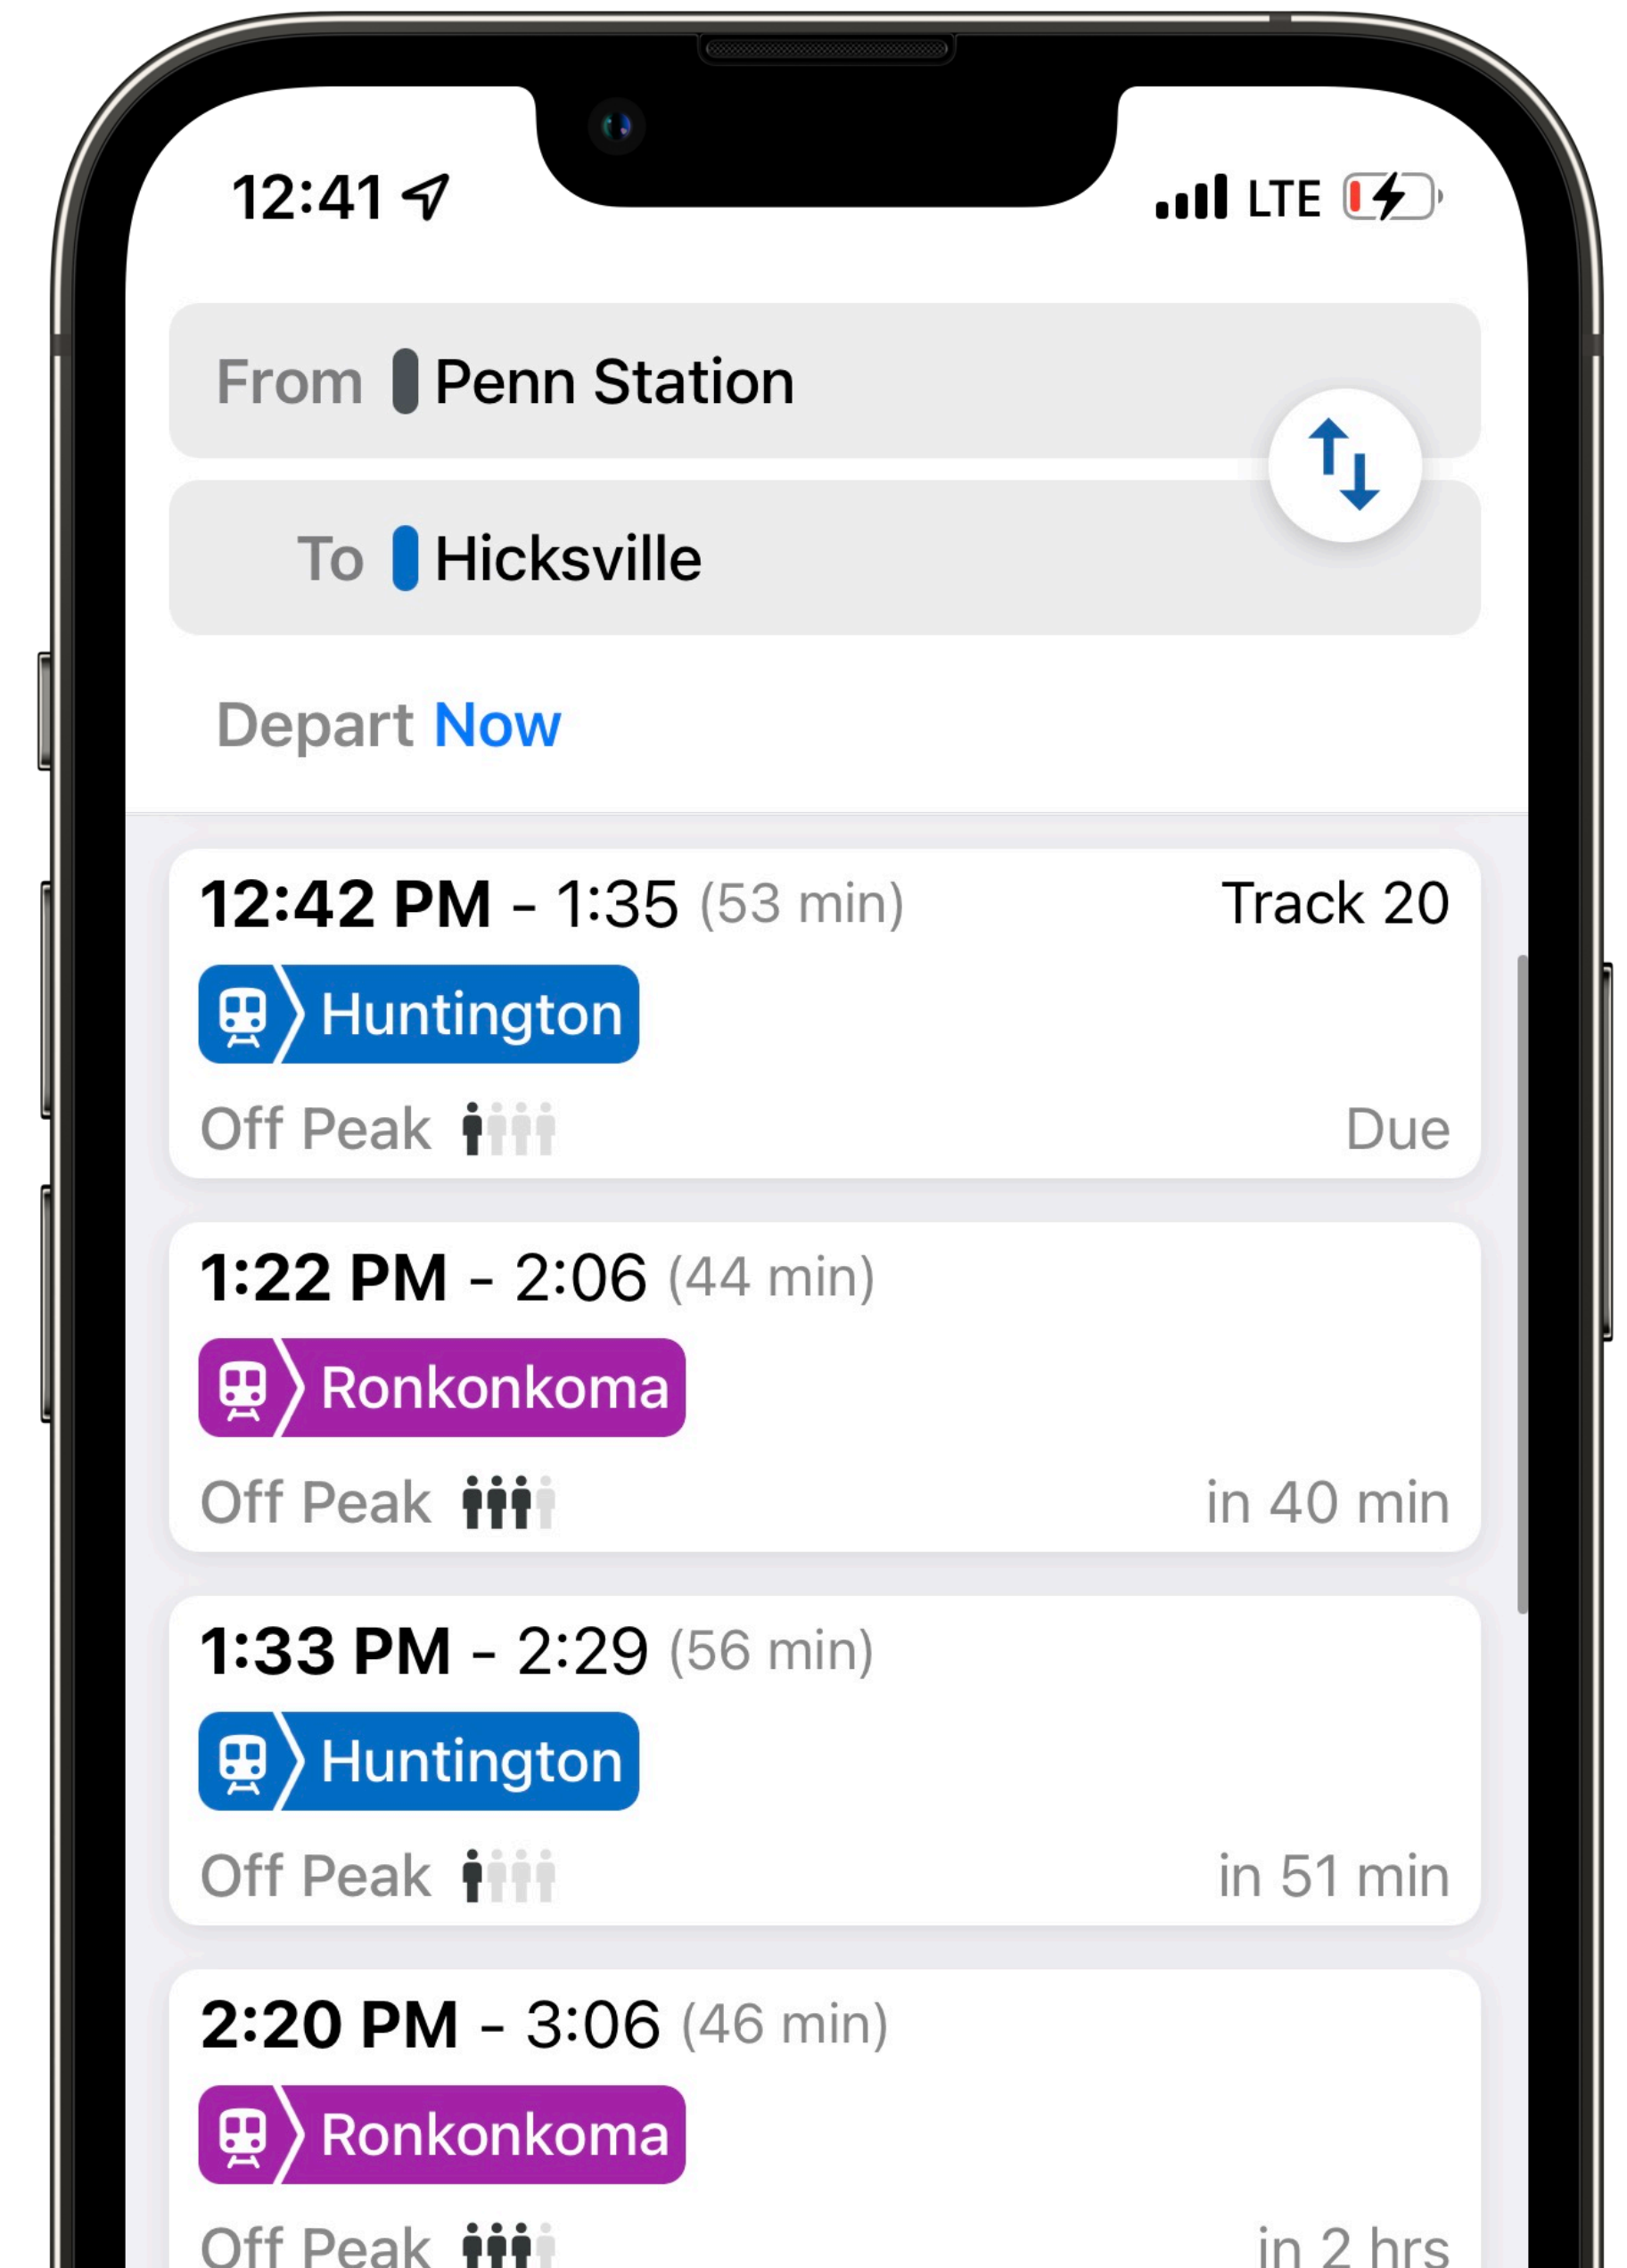 12:41 LTE
From Penn Station
To Hicksville
Depart Now
12:42 PM - 1:35 (53 min) Track 20
Huntington
Off Peak Due
1:22 PM - 2:06 (44 min)
Ronkonkoma
Off Peak in 40 min
1:33 PM - 2:29 (56 min)
Huntington
Off Peak in 51 min
2:20 PM - 3:06 (46 min)
Ronkonkoma
Off Peak in 2 hrs